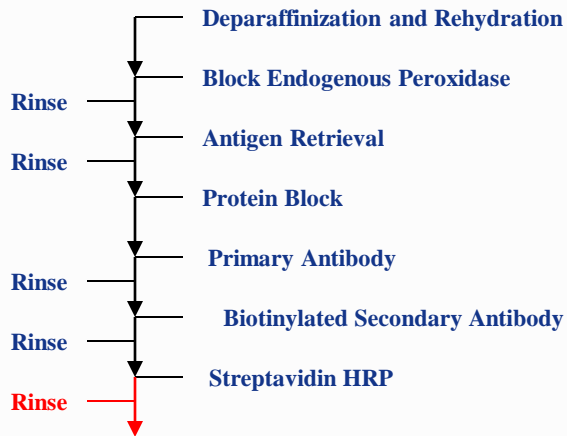 Deparaffinization and Rehydration
Block Endogenous Peroxidase
Rinse
Antigen Retrieval
Rinse
Protein Block
Primary Antibody
Rinse
Biotinylated Secondary Antibody
Rinse
Streptavidin HRP
Rinse